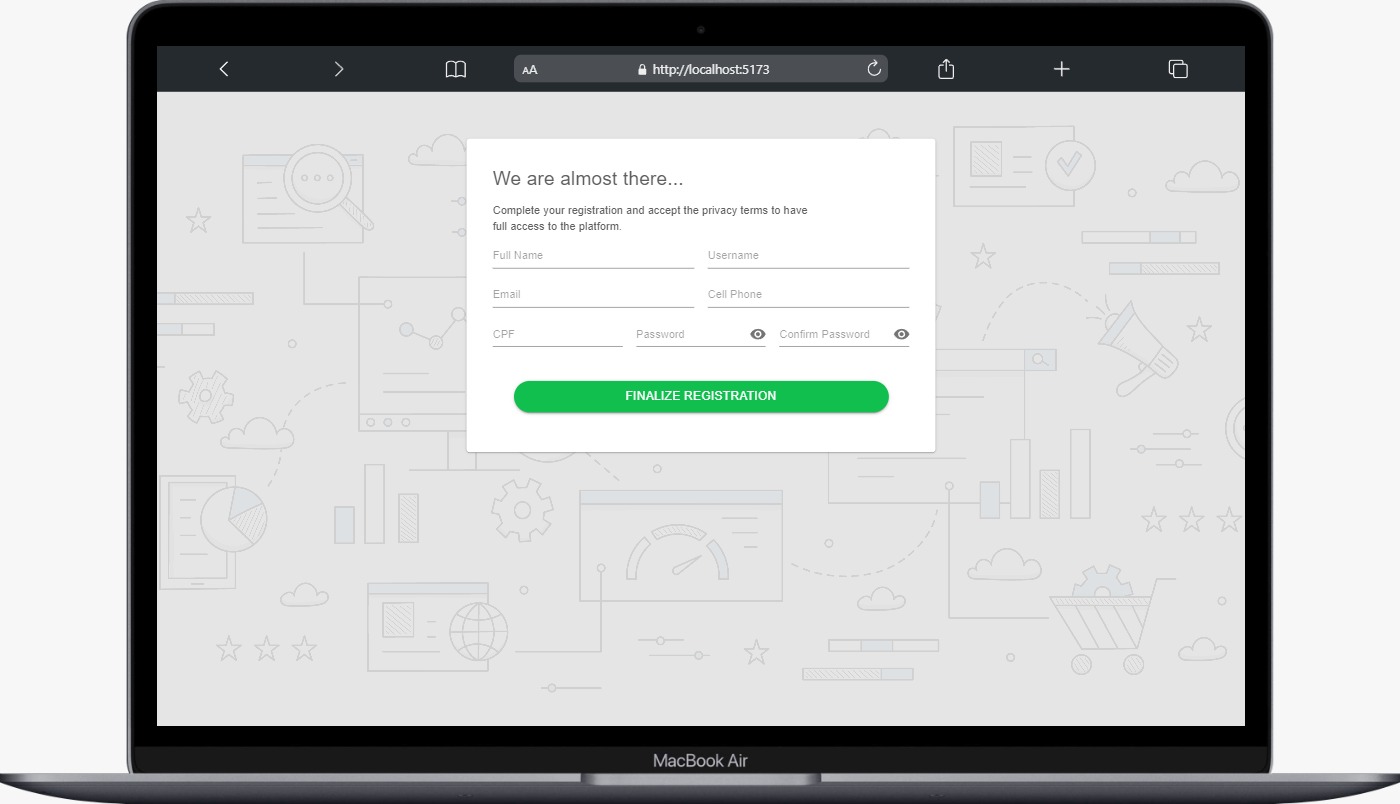 AA http://localhost:5173
We are almost there...
Complete your registration and accept the privacy terms to have
full access to the platform.
Full Name Username
Email Cell Phone
CPF Password Confirm Password
FINALIZE REGISTRATION
MacBook Air